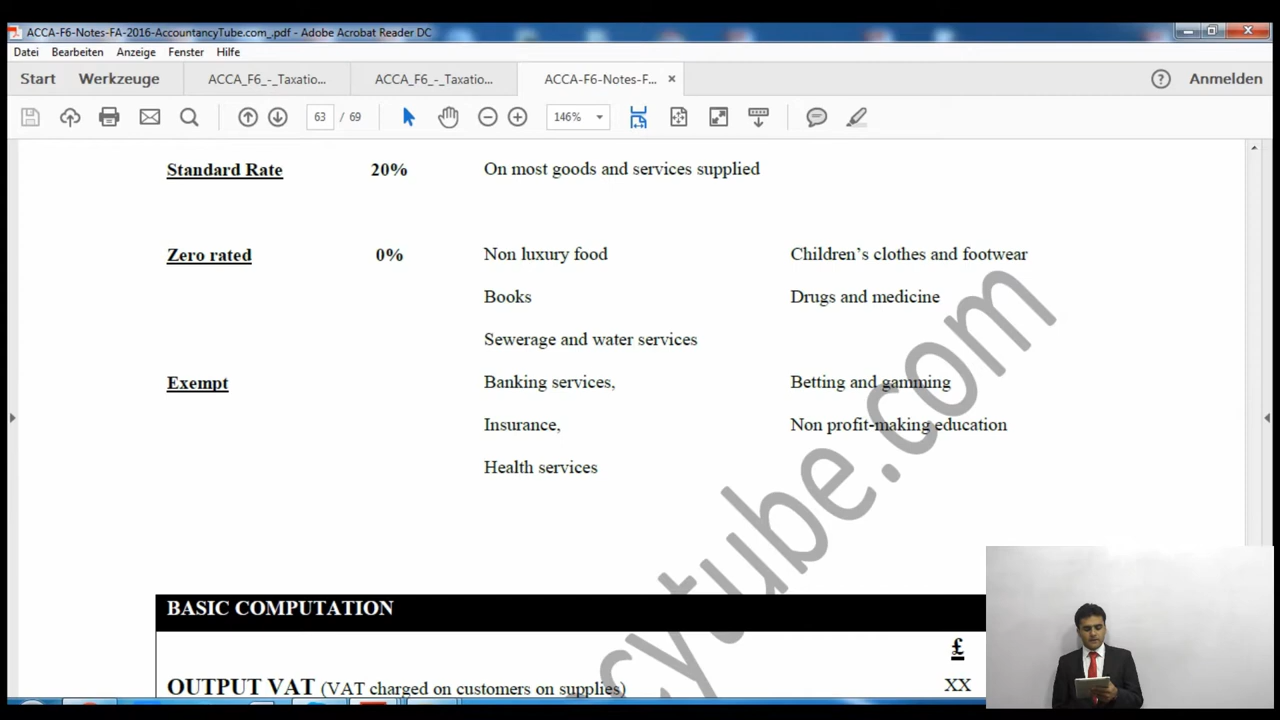 ACCA-F6-Notes-FA-2016-AccountancyTube.com_.pdf - Adobe Acrobat Reader DC
Datei Bearbeiten Anzeige Fenster Hilfe
Start Werkzeuge ACCA_F6_-_Taxatio... ACCA_F6_-_Taxatio... ACCA-F6-Notes-F... × ? Anmelden
63 / 69 146%
Standard Rate 20% On most goods and services supplied
Zero rated 0% Non luxury food Children’s clothes and footwear
Books Drugs and medicine
Sewerage and water services
Exempt Banking services, Betting and gamming
Insurance, Non profit-making education
Health services
cytube.com
BASIC COMPUTATION
£
OUTPUT VAT (VAT charged on customers on supplies) XX